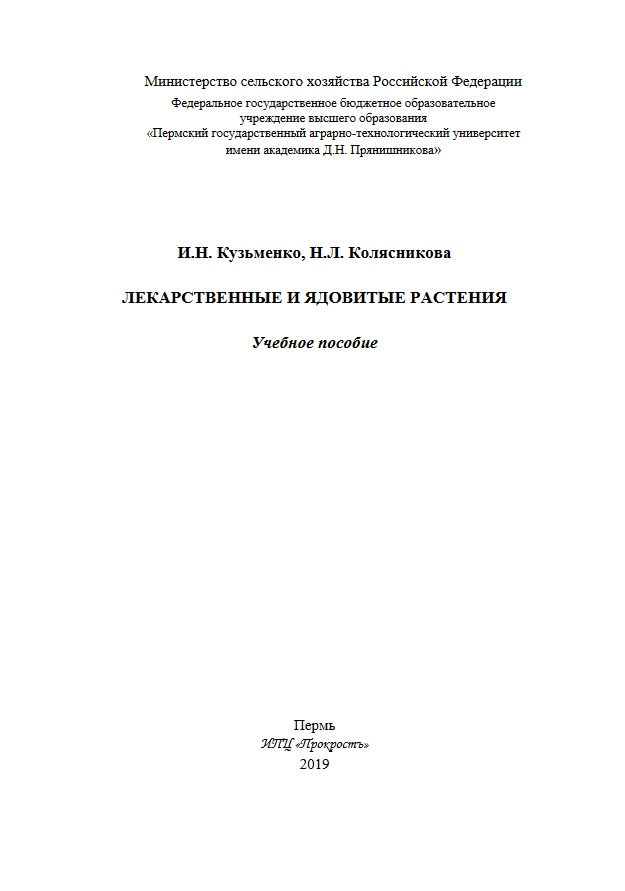 Министерство сельского хозяйства Российской Федерации
Федеральное государственное бюджетное образовательное
учреждение высшего образования
«Пермский государственный аграрно-технологический университет
имени академика Д.Н. Прянишникова»
И.Н. Кузьменко, Н.Л. Колясникова
ЛЕКАРСТВЕННЫЕ И ЯДОВИТЫЕ РАСТЕНИЯ
Учебное пособие
Пермь
ИПЦ «Прокростъ»
2019